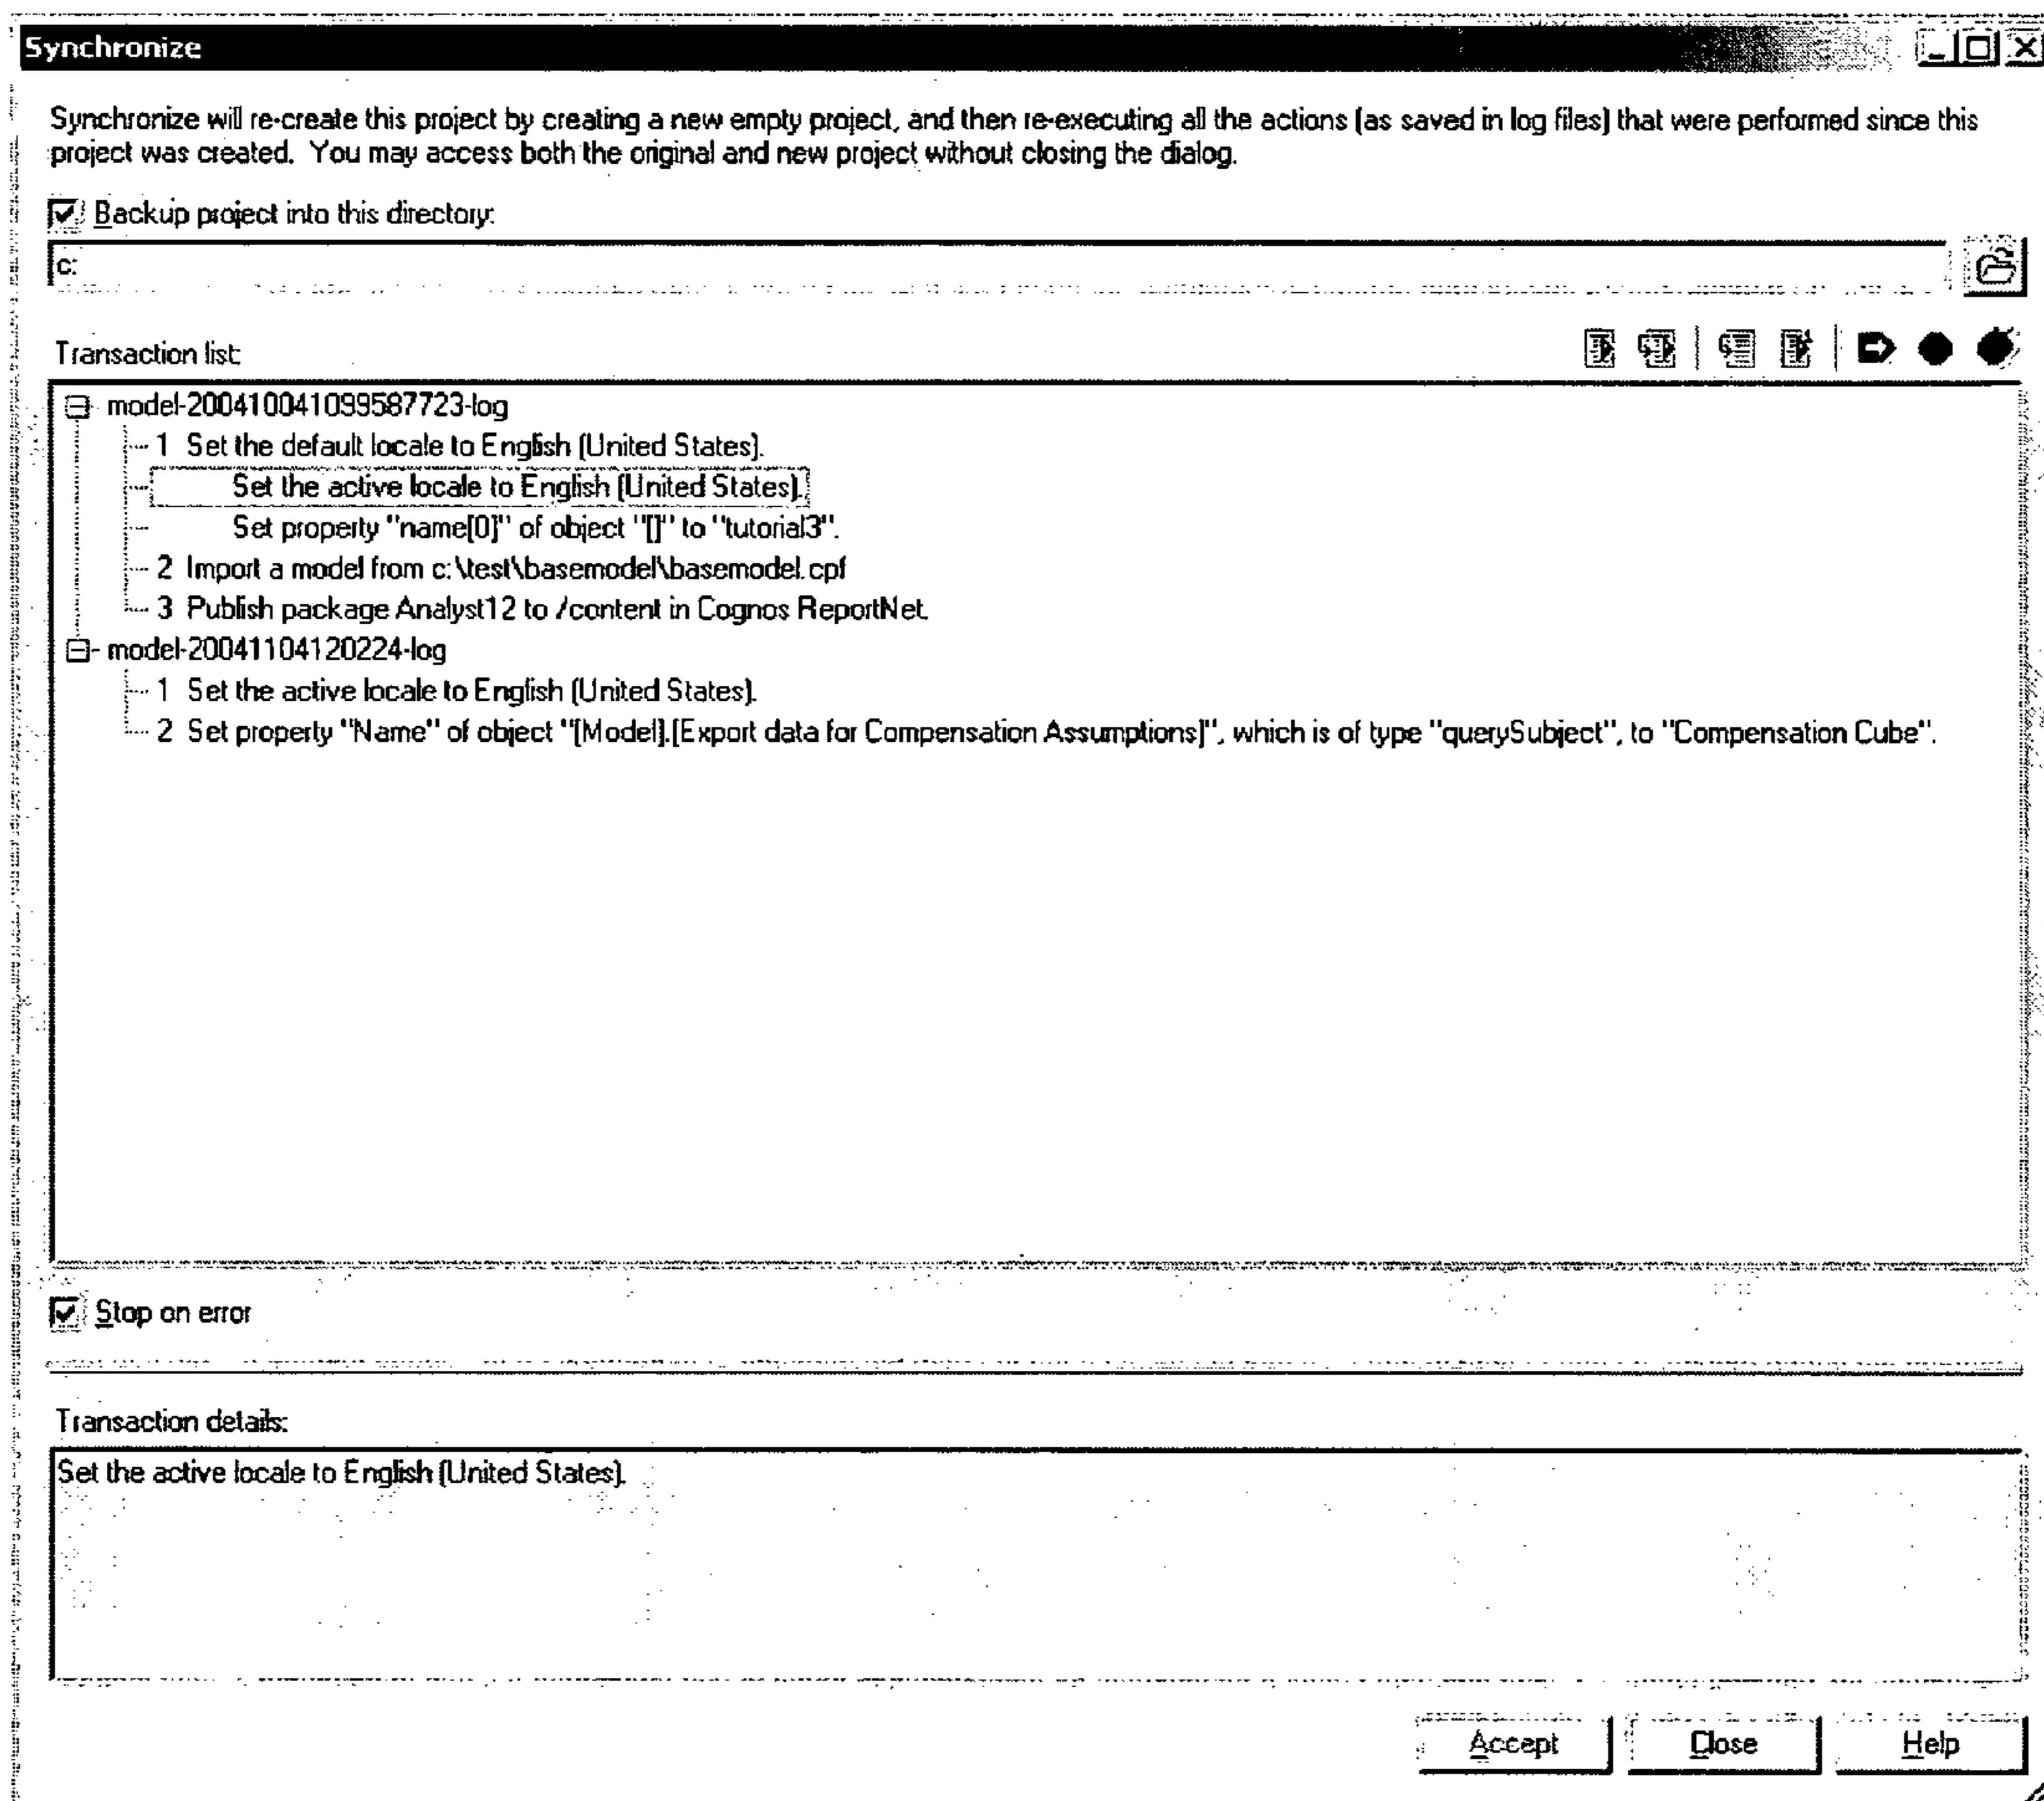 Synchronize
Synchronize will re-create this project by creating a new empty project, and then re-executing all the actions (as saved in log files) that were performed since this
project was created. You may access both the original and new project without closing the dialog.
Backup project into this directory:
c:
Transaction list:
model-200410041099587723-log
1 Set the default locale to English (United States).
Set the active locale to English (United States).
Set property "name[0]" of object "[]" to "tutorial3".
2 Import a model from c:\test\basemodel\basemodel.cpf
3 Publish package Analyst12 to /content in Cognos ReportNet.
model-20041104120224-log
1 Set the active locale to English (United States).
2 Set property "Name" of object "[Model].[Export data for Compensation Assumptions]", which is of type "querySubject", to "Compensation Cube".
Stop on error
Transaction details:
Set the active locale to English (United States).
Accept Close Help